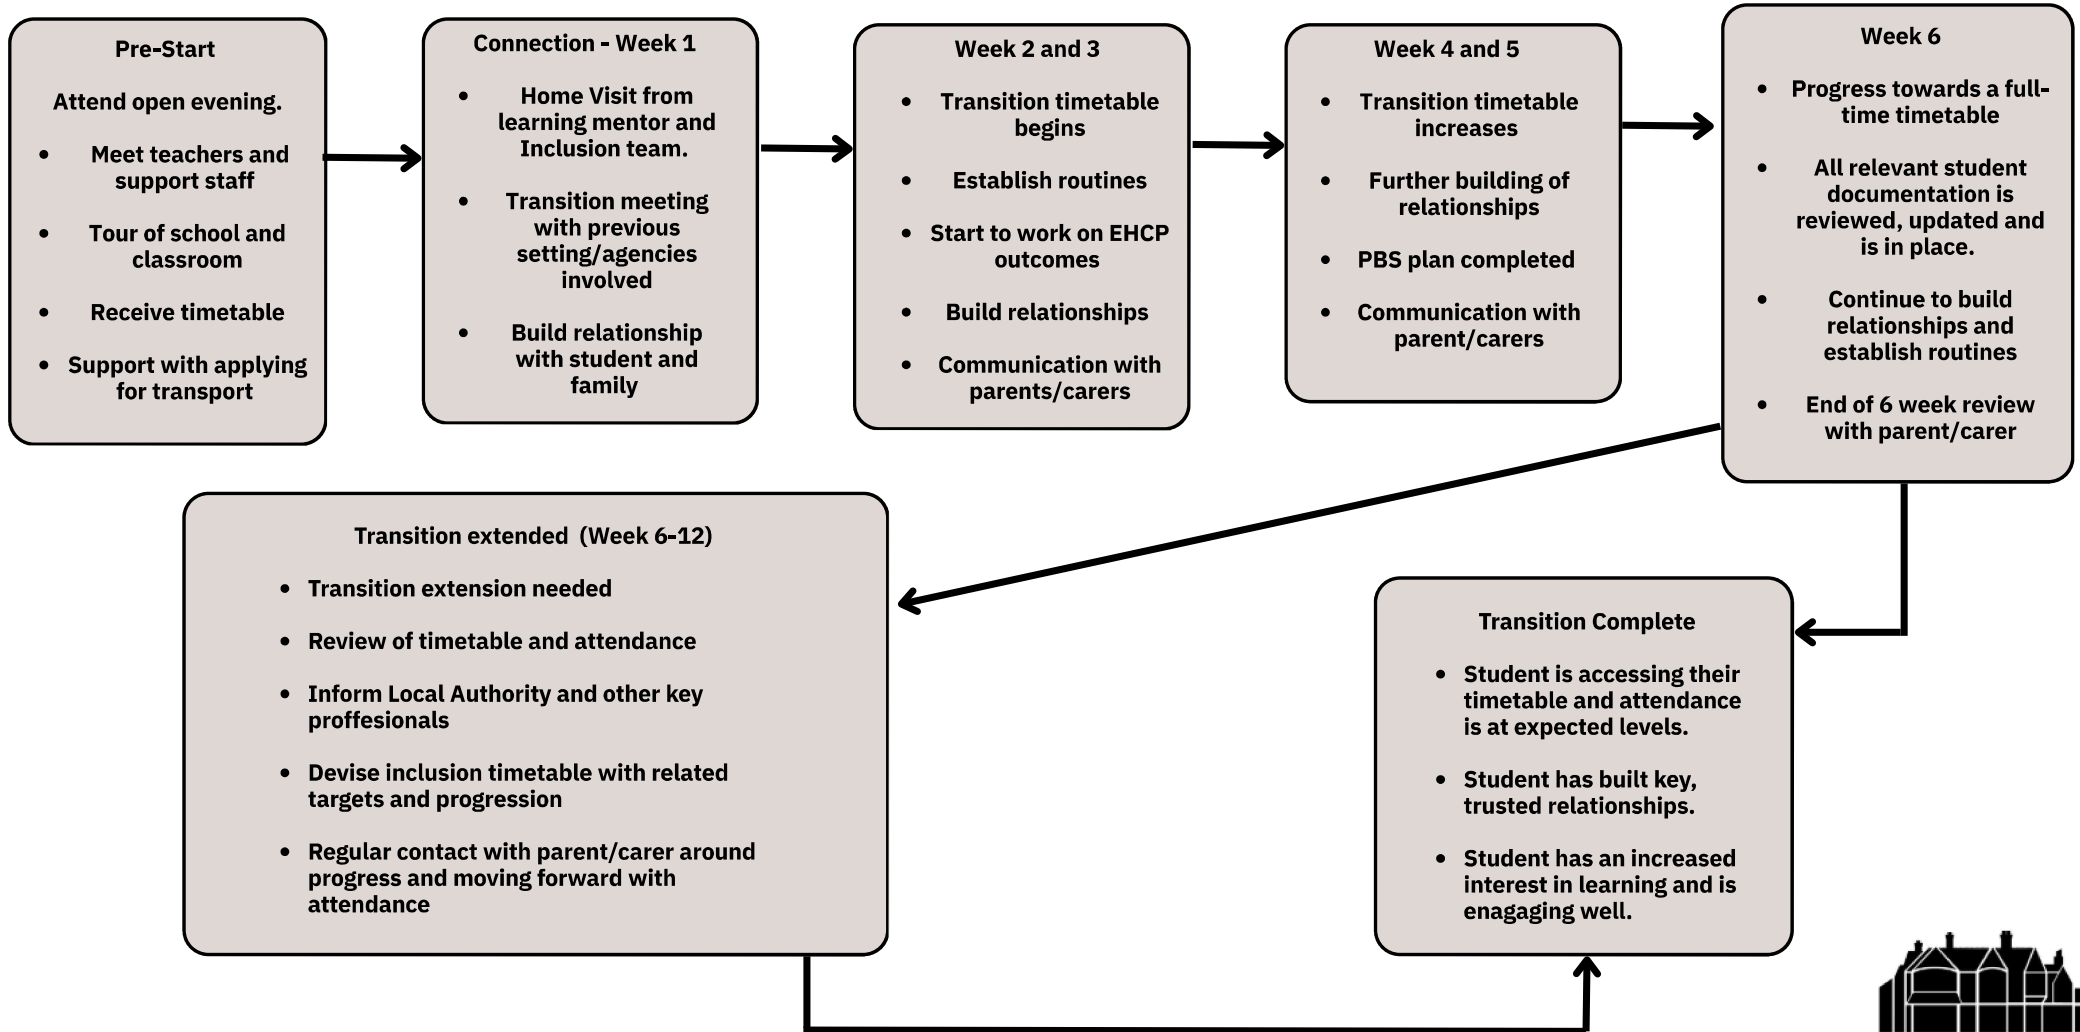 Pre-Start
Attend open evening.
• Meet teachers and
support staff
• Tour of school and
classroom
• Receive timetable
• Support with applying
for transport
Connection - Week 1
• Home Visit from
learning mentor and
Inclusion team.
• Transition meeting
with previous
setting/agencies
involved
• Build relationship
with student and
family
Week 2 and 3
• Transition timetable
begins
• Establish routines
• Start to work on EHCP
outcomes
• Build relationships
• Communication with
parents/carers
Week 4 and 5
• Transition timetable
increases
• Further building of
relationships
• PBS plan completed
• Communication with
parent/carers
Week 6
• Progress towards a full-
time timetable
• All relevant student
documentation is
reviewed, updated and
is in place.
• Continue to build
relationships and
establish routines
• End of 6 week review
with parent/carer
Transition extended (Week 6-12)
• Transition extension needed
• Review of timetable and attendance
• Inform Local Authority and other key
proffesionals
• Devise inclusion timetable with related
targets and progression
• Regular contact with parent/carer around
progress and moving forward with
attendance
Transition Complete
• Student is accessing their
timetable and attendance
is at expected levels.
• Student has built key,
trusted relationships.
• Student has an increased
interest in learning and is
enagaging well.